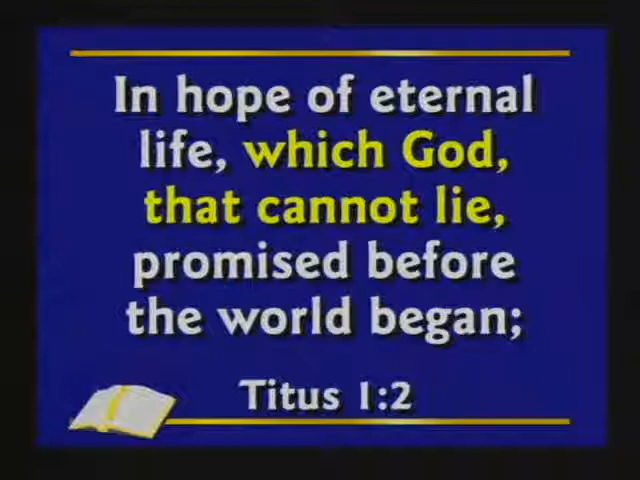 In hope of eternal
life, which God,
that cannot lie,
promised before
the world began;
Titus 1:2